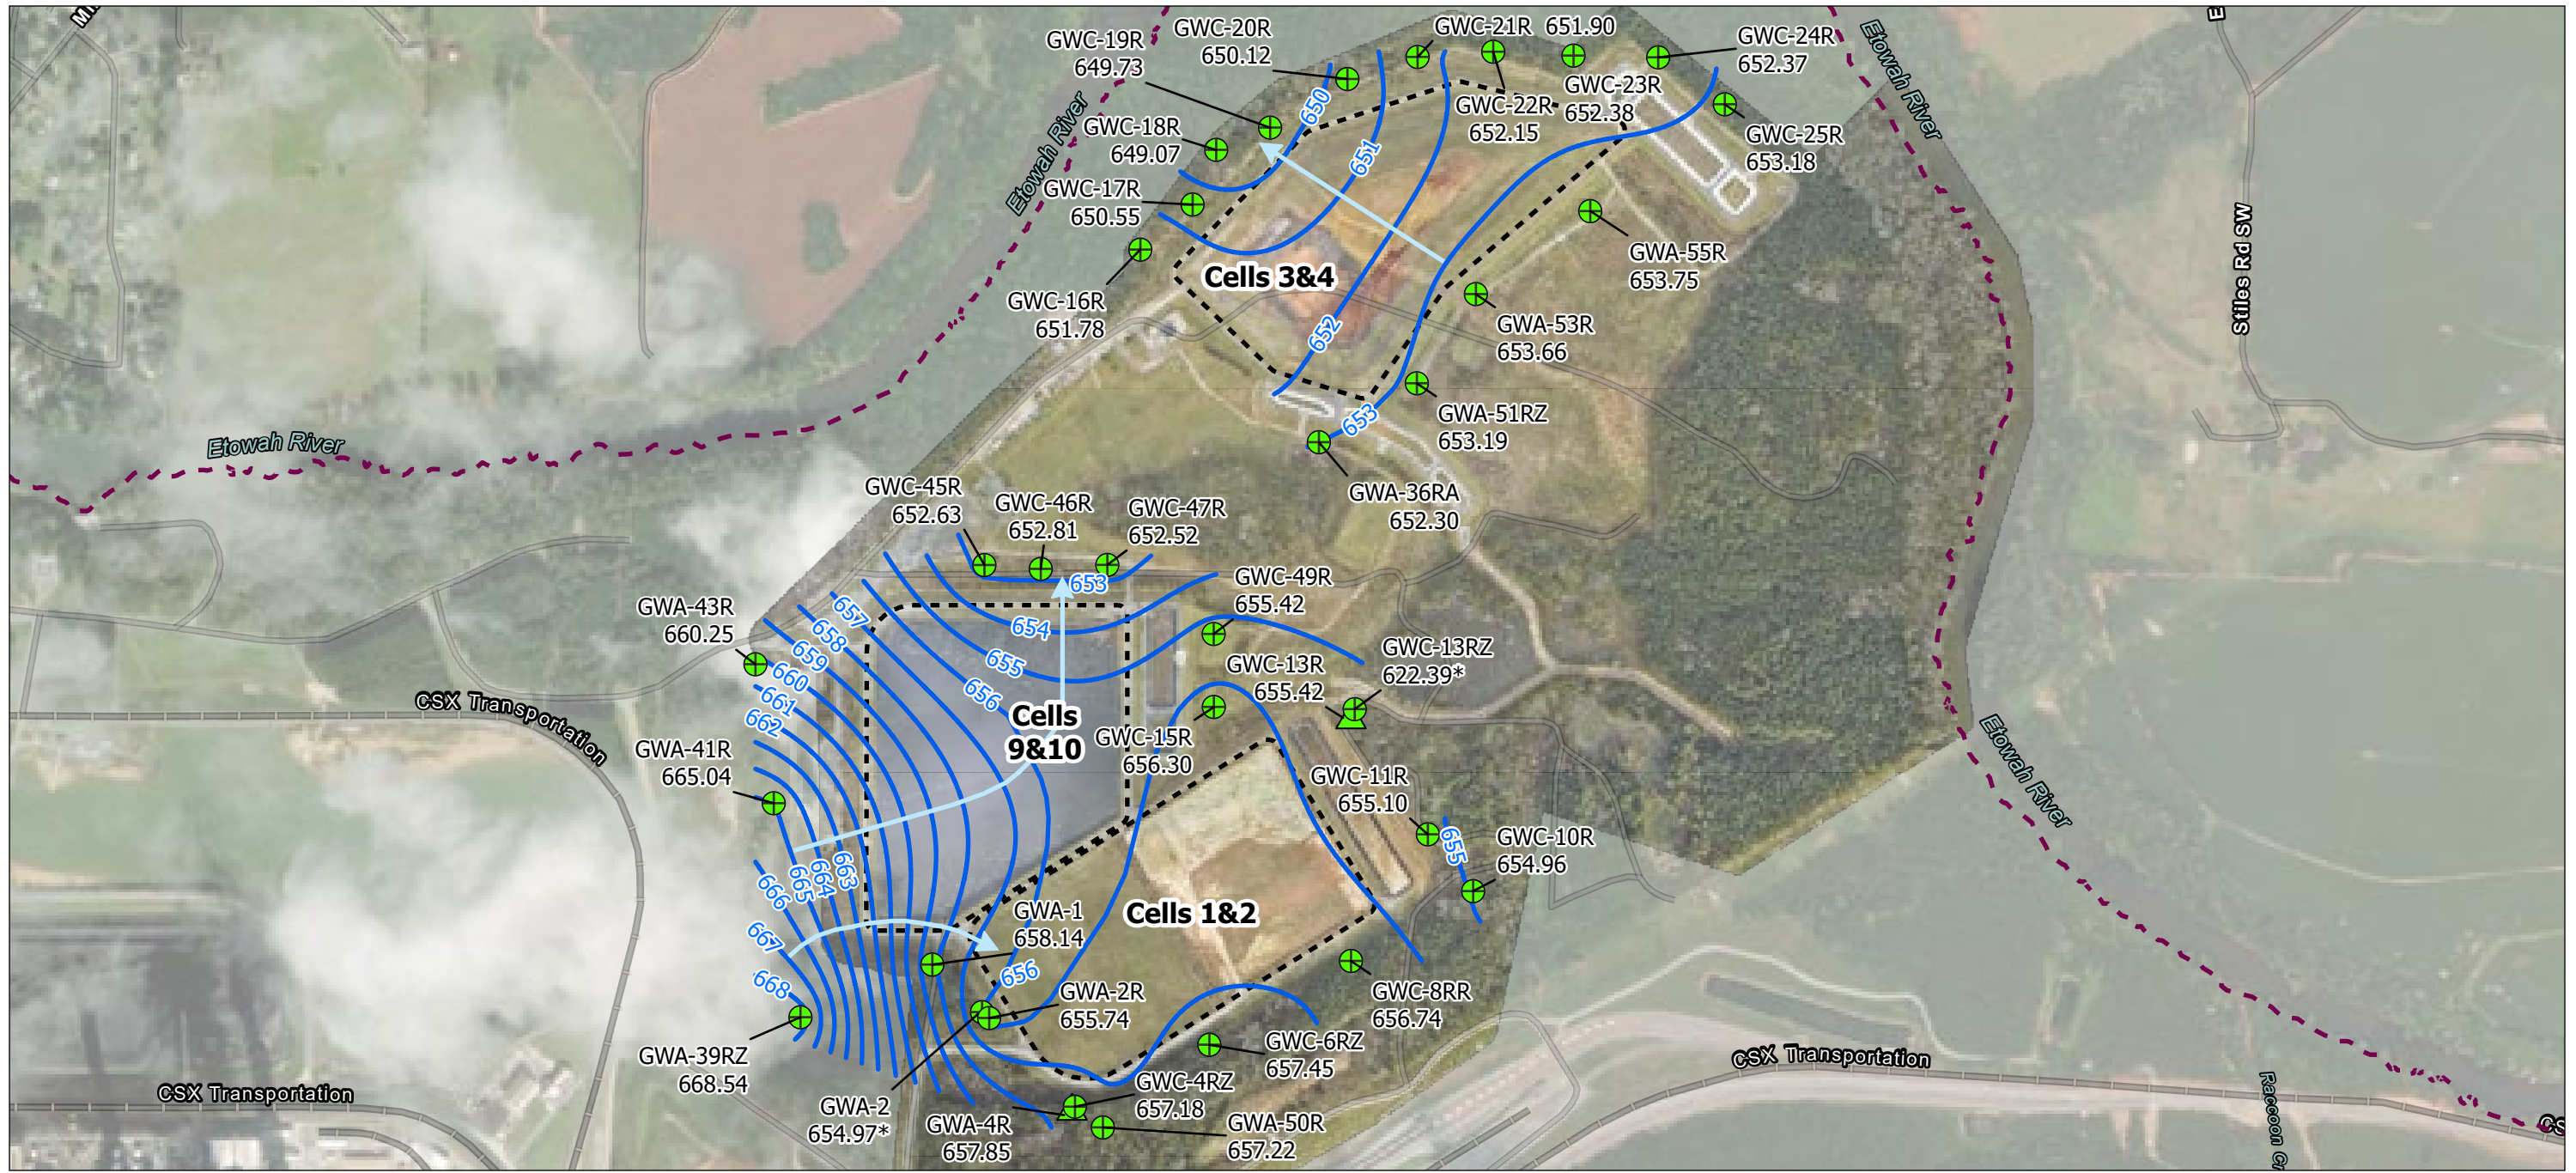 E
GWC-20R
650.12
GWC-21R
651.90
GWC-19R
649.73
GWC-24R
652.37
Etowah River
Etowah River
GWC-22R
652.15
GWC-23R
652.38
650
GWC-18R
649.07
GWC-25R
653.18
651
GWC-17R
650.55
Stiles Rd SW
GWA-55R
653.75
Cells 3&4
GWC-16R
651.78
GWA-53R
653.66
652
GWA-51RZ
653.19
653
Etowah River
GWA-36RA
652.30
GWC-45R
652.63
GWC-46R
652.81
GWC-47R
652.52
653
GWC-49R
655.42
GWA-43R
660.25
657
658
659
660
661
662
654
655
656
GWC-13R
655.42
GWC-13RZ
622.39*
CSX Transportation
Cells
9&10
GWC-15R
656.30
Etowah River
GWA-41R
665.04
GWC-11R
655.10
655
GWC-10R
654.96
666
665
664
663
GWA-1
658.14
Cells 1&2
667
668
656
GWA-2R
655.74
GWC-8RR
656.74
GWA-39RZ
668.54
GWC-6RZ
657.45
CSX Transportation
CSX Transportation
GWA-2
654.97*
GWA-4R
657.85
GWC-4RZ
657.18
GWA-50R
657.22
Raccoon Cr
CS